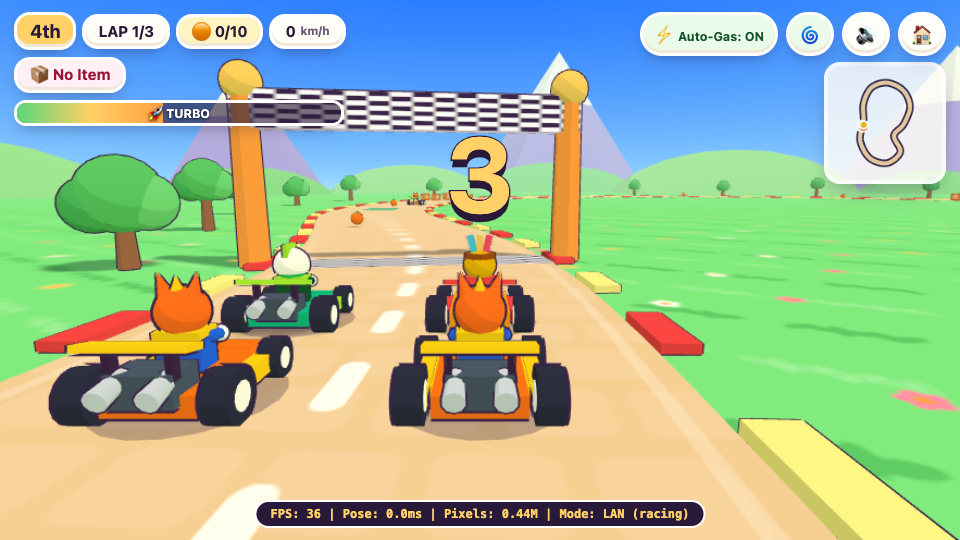 4th
LAP 1/3
0/10
0 km/h
Auto-Gas: ON
No Item
TURBO
3
FPS: 36 | Pose: 0.0ms | Pixels: 0.44M | Mode: LAN (racing)